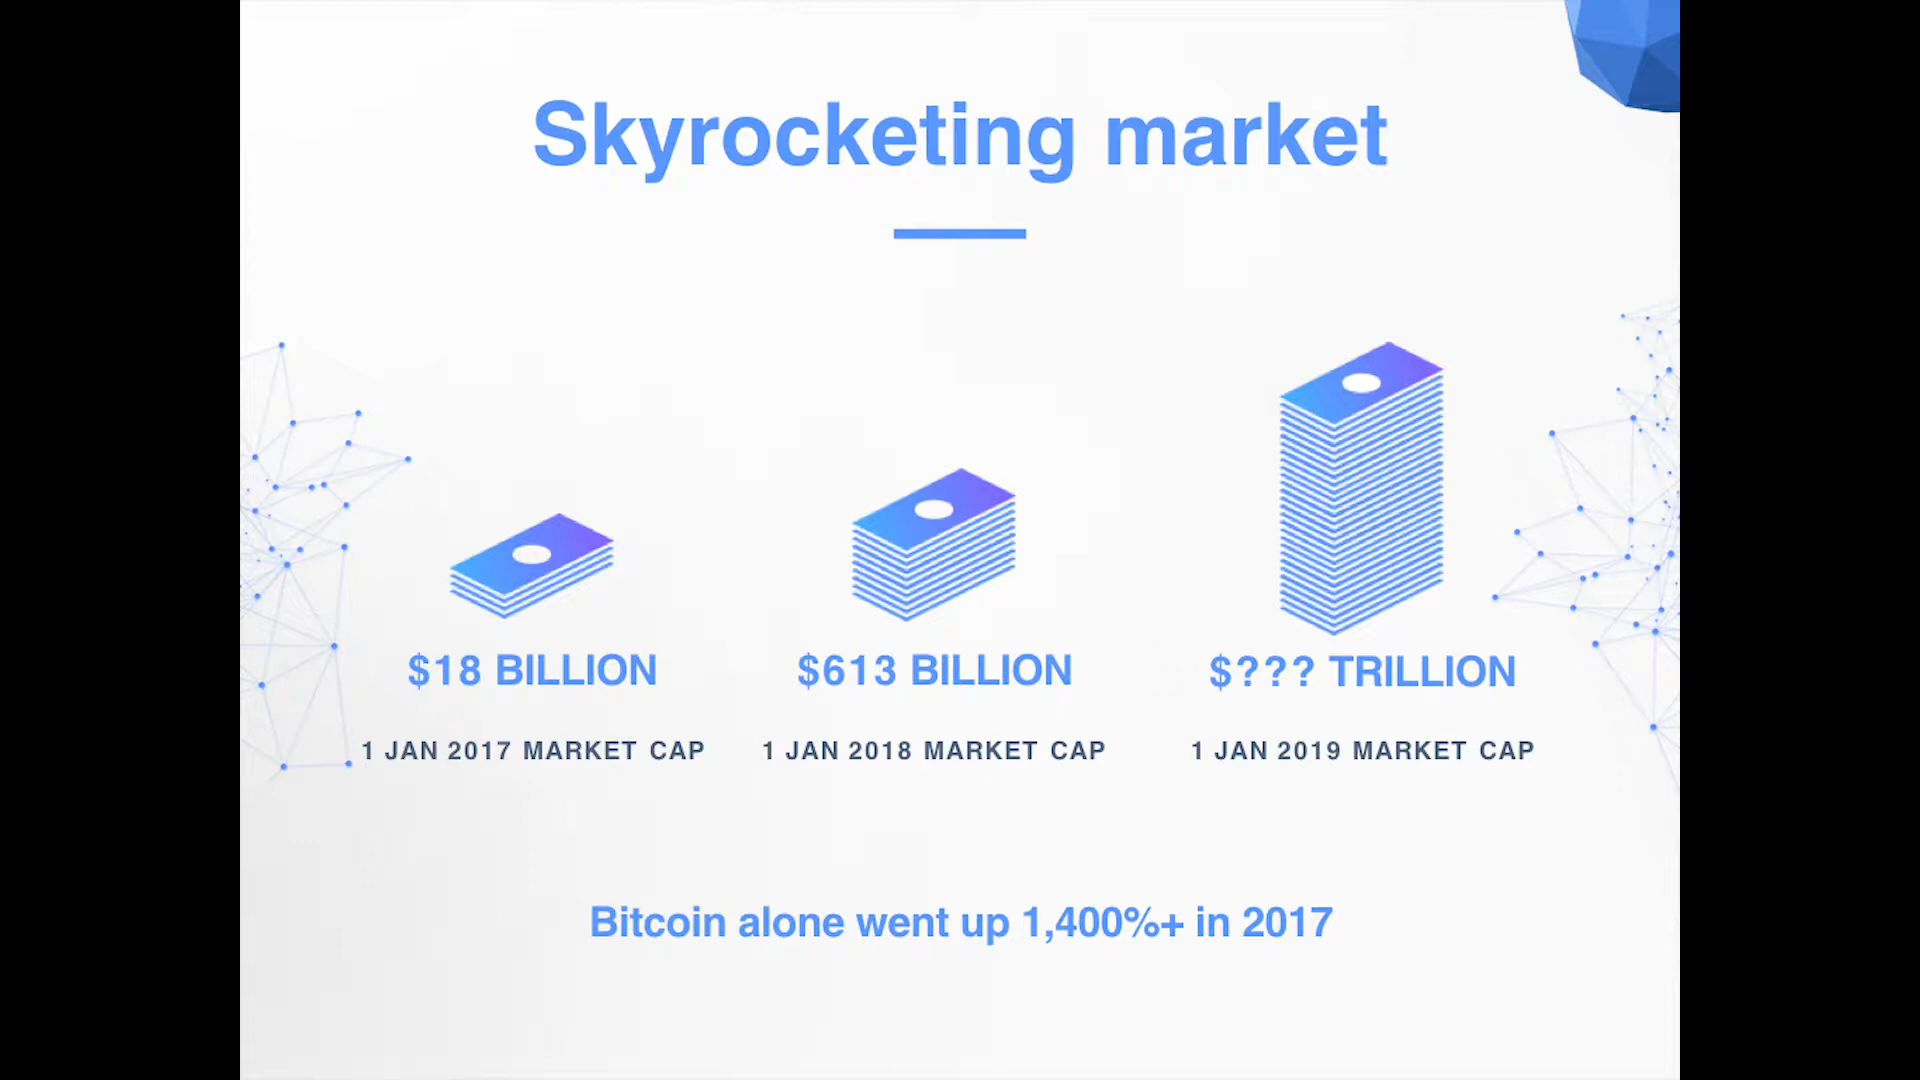 Skyrocketing market
$18 BILLION
$613 BILLION
$??? TRILLION
1 JAN 2017 MARKET CAP
1 JAN 2018 MARKET CAP
1 JAN 2019 MARKET CAP
Bitcoin alone went up 1,400%+ in 2017